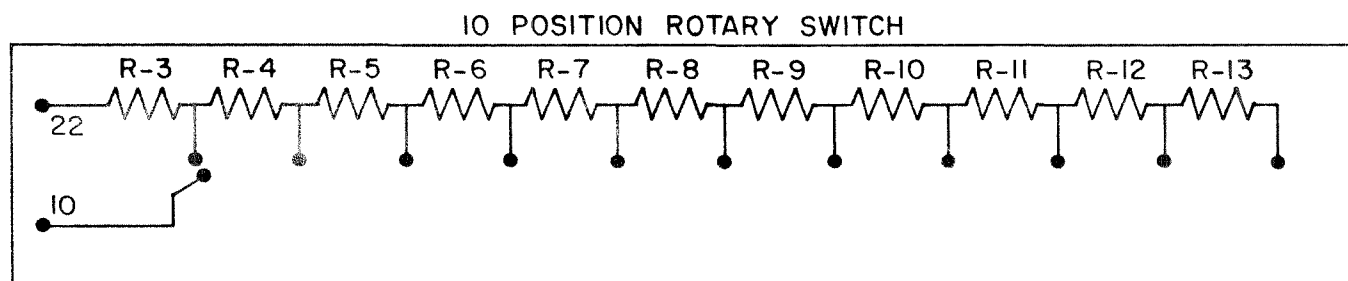 10 POSITION ROTARY SWITCH
R-3 R-4 R-5 R-6 R-7 R-8 R-9 R-10 R-11 R-12 R-13
22
10